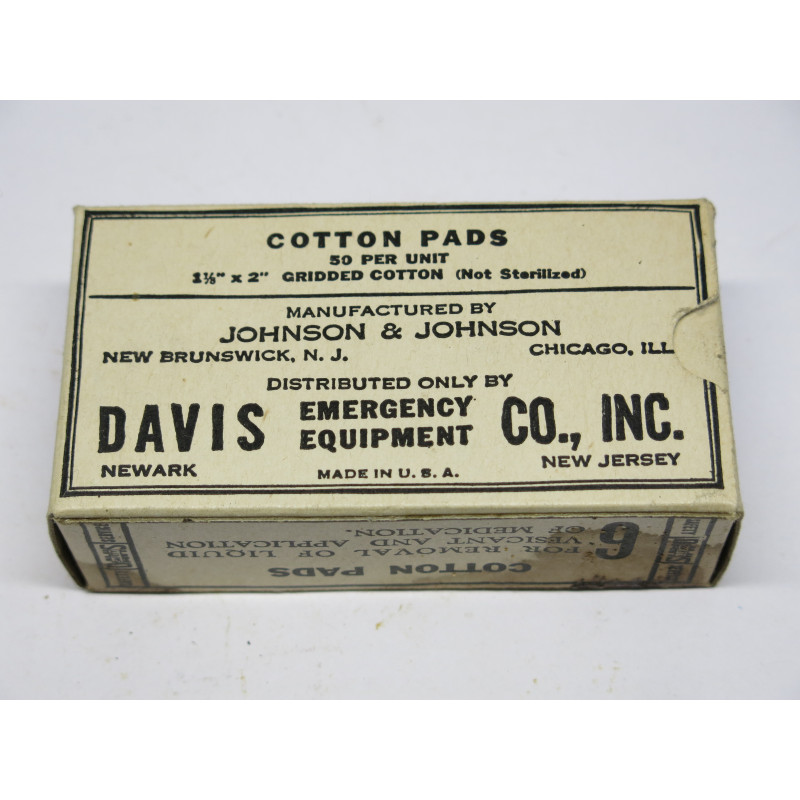 COTTON PADS
50 PER UNIT
1⅛" x 2" GRIDDED COTTON (Not Sterilized)
MANUFACTURED BY
JOHNSON & JOHNSON
NEW BRUNSWICK, N. J. CHICAGO, ILL
DISTRIBUTED ONLY BY
DAVIS EMERGENCY EQUIPMENT CO., INC.
NEWARK NEW JERSEY
MADE IN U. S. A.
COTTON PADS
FOR REMOVAL OF LIQUID
VESICANT AND APPLICATION
OF MEDICATION.
6